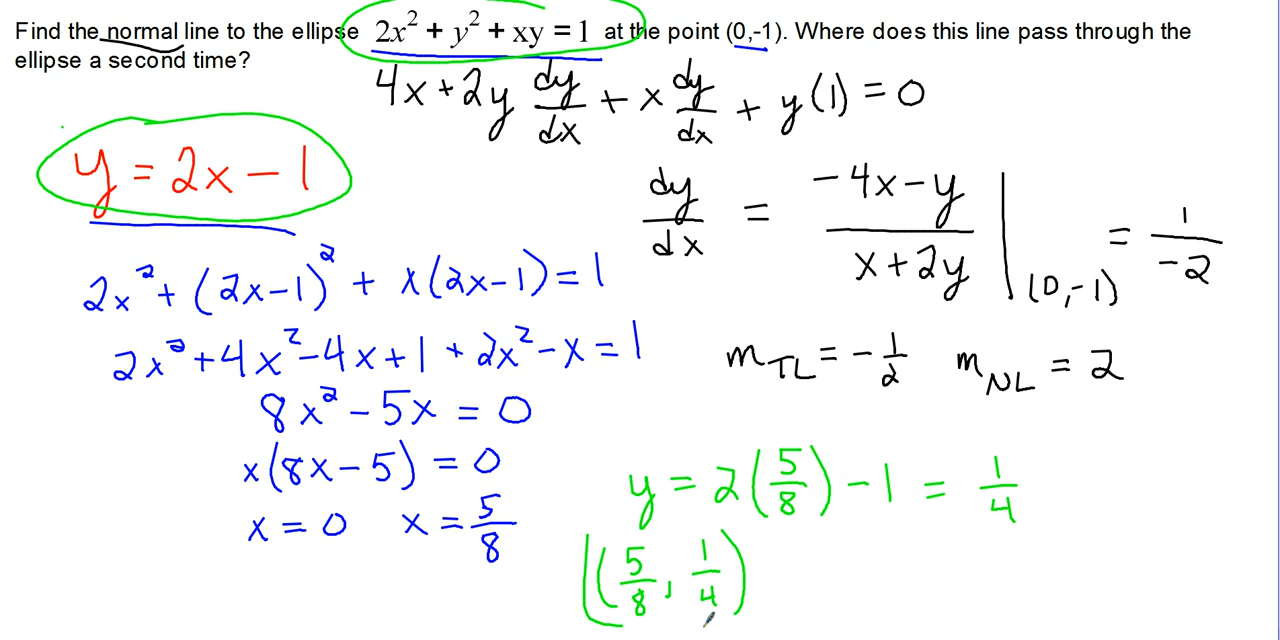 Find the normal line to the ellipse 2x² + y² + xy = 1 at the point (0,-1). Where does this line pass through the
ellipse a second time?
4x + 2y dy/dx + x dy/dx + y(1) = 0
y = 2x - 1
dy/dx = (-4x - y)/(x + 2y) |(0,-1) = 1/-2
2x² + (2x-1)² + x(2x-1) = 1
2x² + 4x² - 4x + 1 + 2x² - x = 1
m_TL = -1/2 m_NL = 2
8x² - 5x = 0
x(8x - 5) = 0
x = 0 x = 5/8
y = 2(5/8) - 1 = 1/4
(5/8, 1/4)